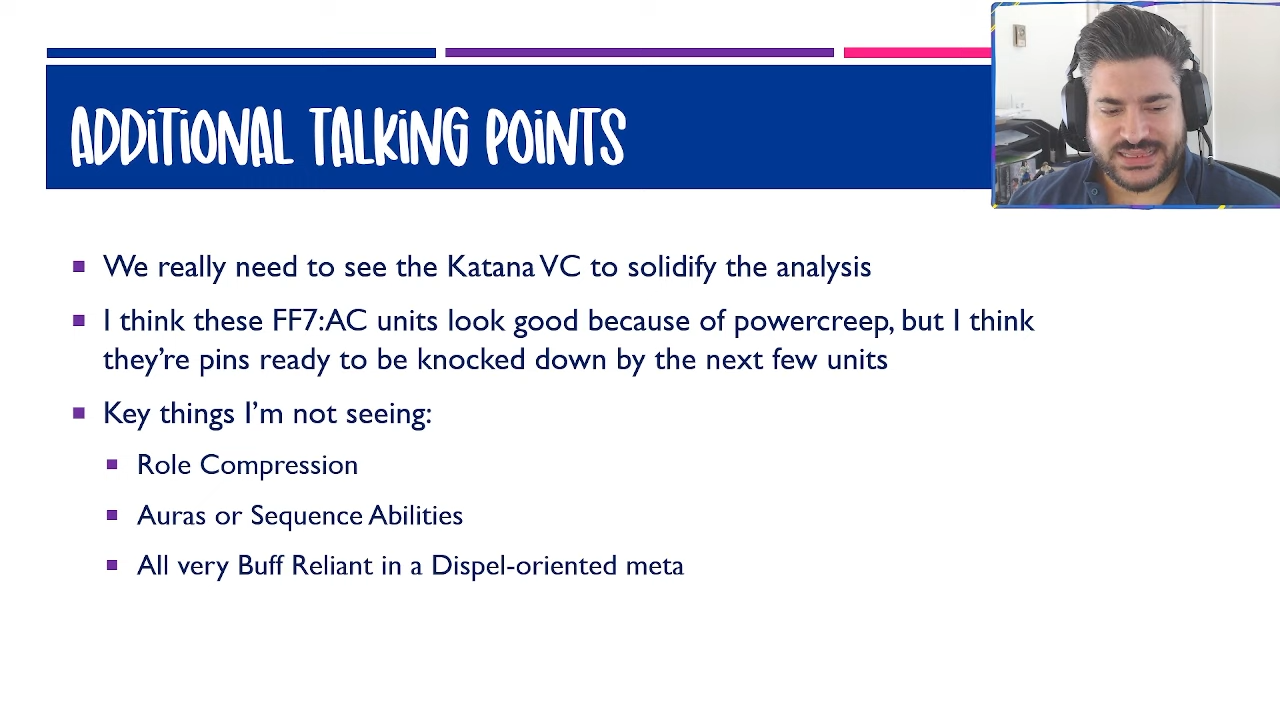 ADDITIONAL TALKING POINTS
We really need to see the Katana VC to solidify the analysis
I think these FF7:AC units look good because of powercreep, but I think
they're pins ready to be knocked down by the next few units
Key things I'm not seeing:
Role Compression
Auras or Sequence Abilities
All very Buff Reliant in a Dispel-oriented meta